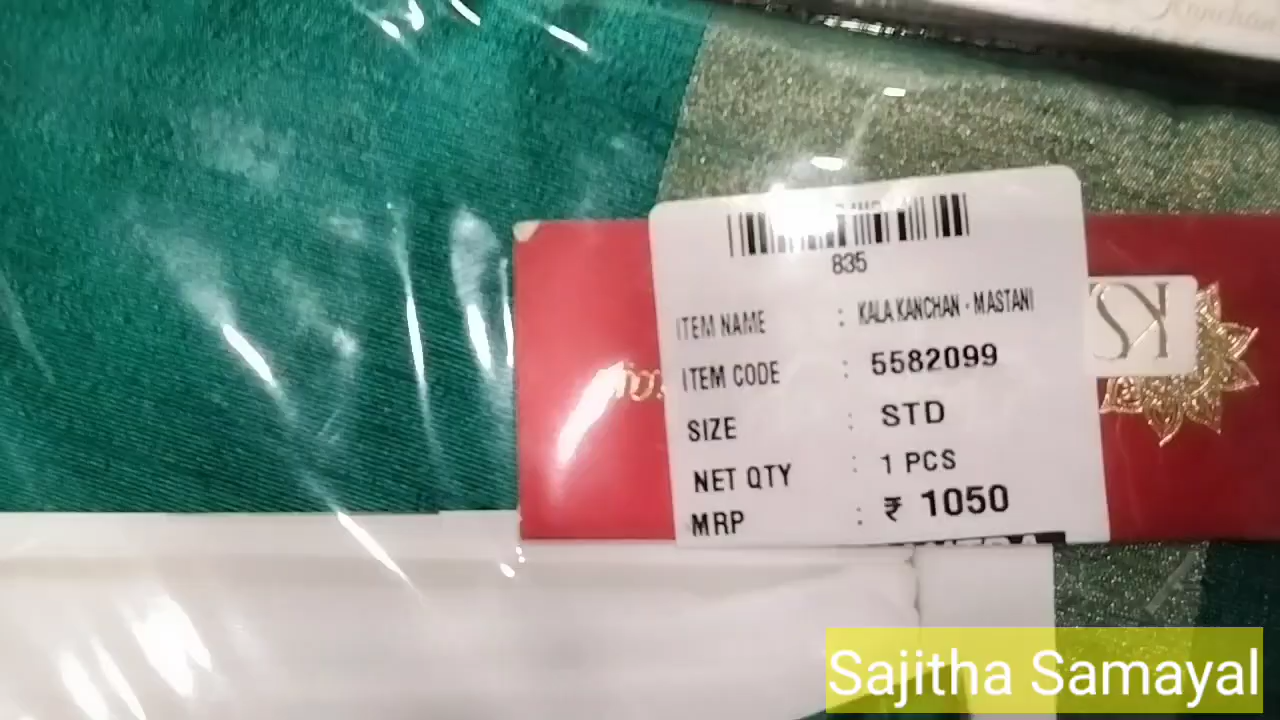 835
ITEM NAME : KALA KANCHAN - MASTANI
ITEM CODE : 5582099
SIZE : STD
NET QTY : 1 PCS
MRP : ₹ 1050
SK
Sajitha Samayal